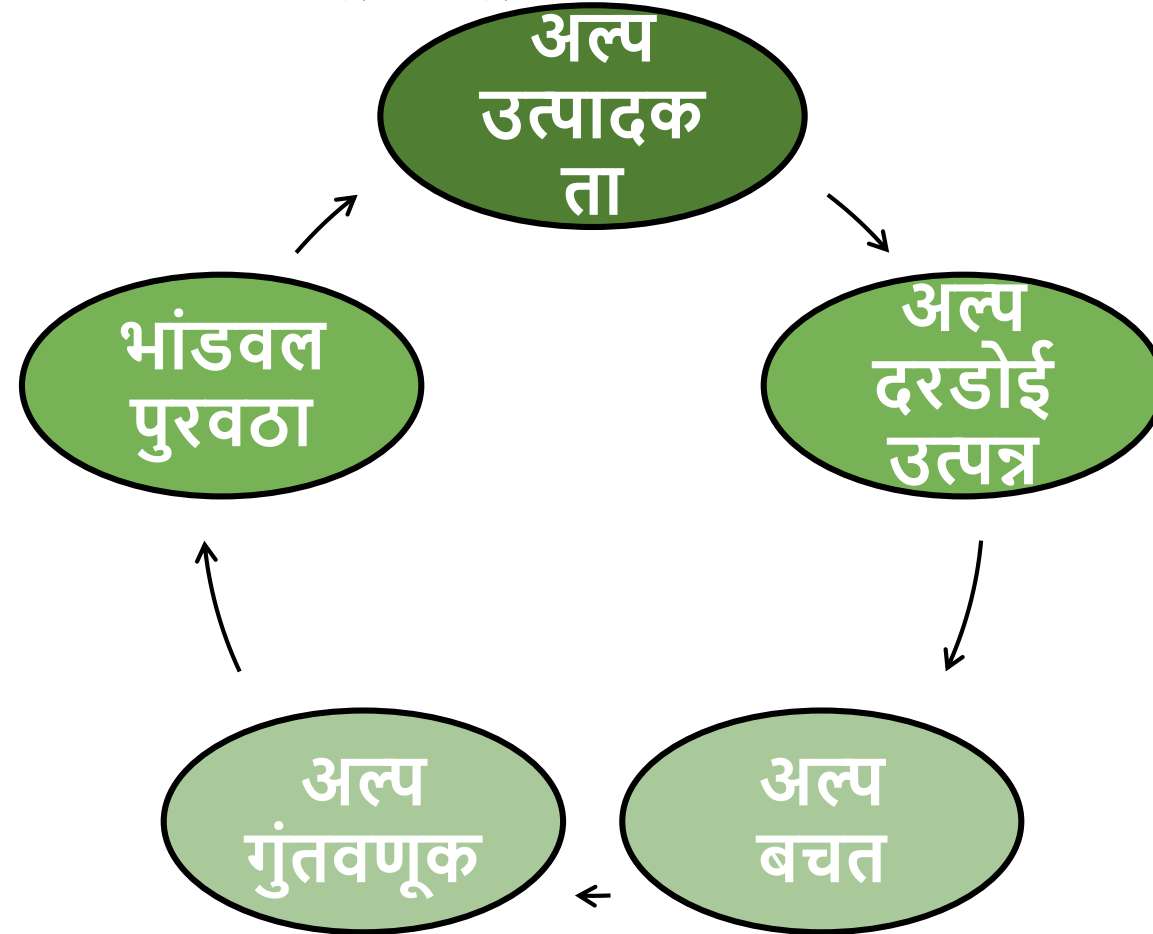 अल्प
उत्पादक
ता
अल्प
दरडोई
उत्पन्न
अल्प
बचत
अल्प
गुंतवणूक
भांडवल
पुरवठा